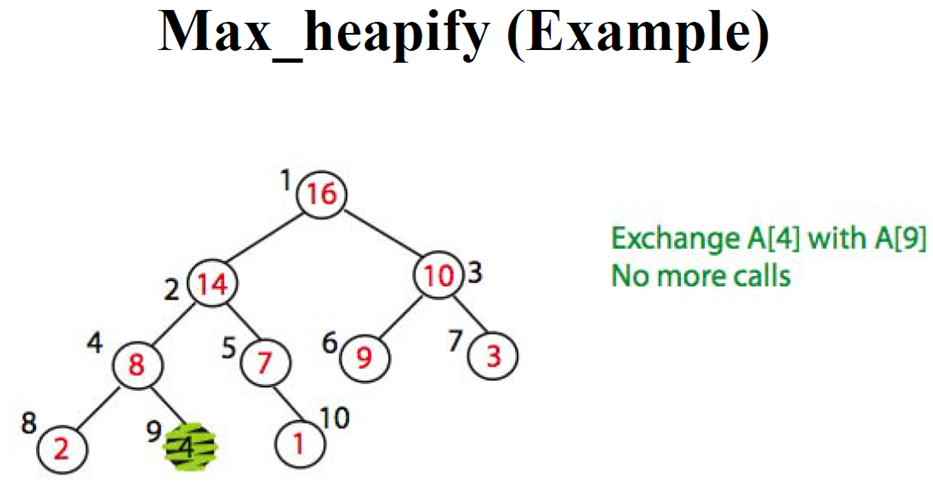 Max_heapify (Example)
1 16
Exchange A[4] with A[9]
No more calls
2 14 10 3
4 8 5 7 6 9 7 3
8 2 9 4 1 10